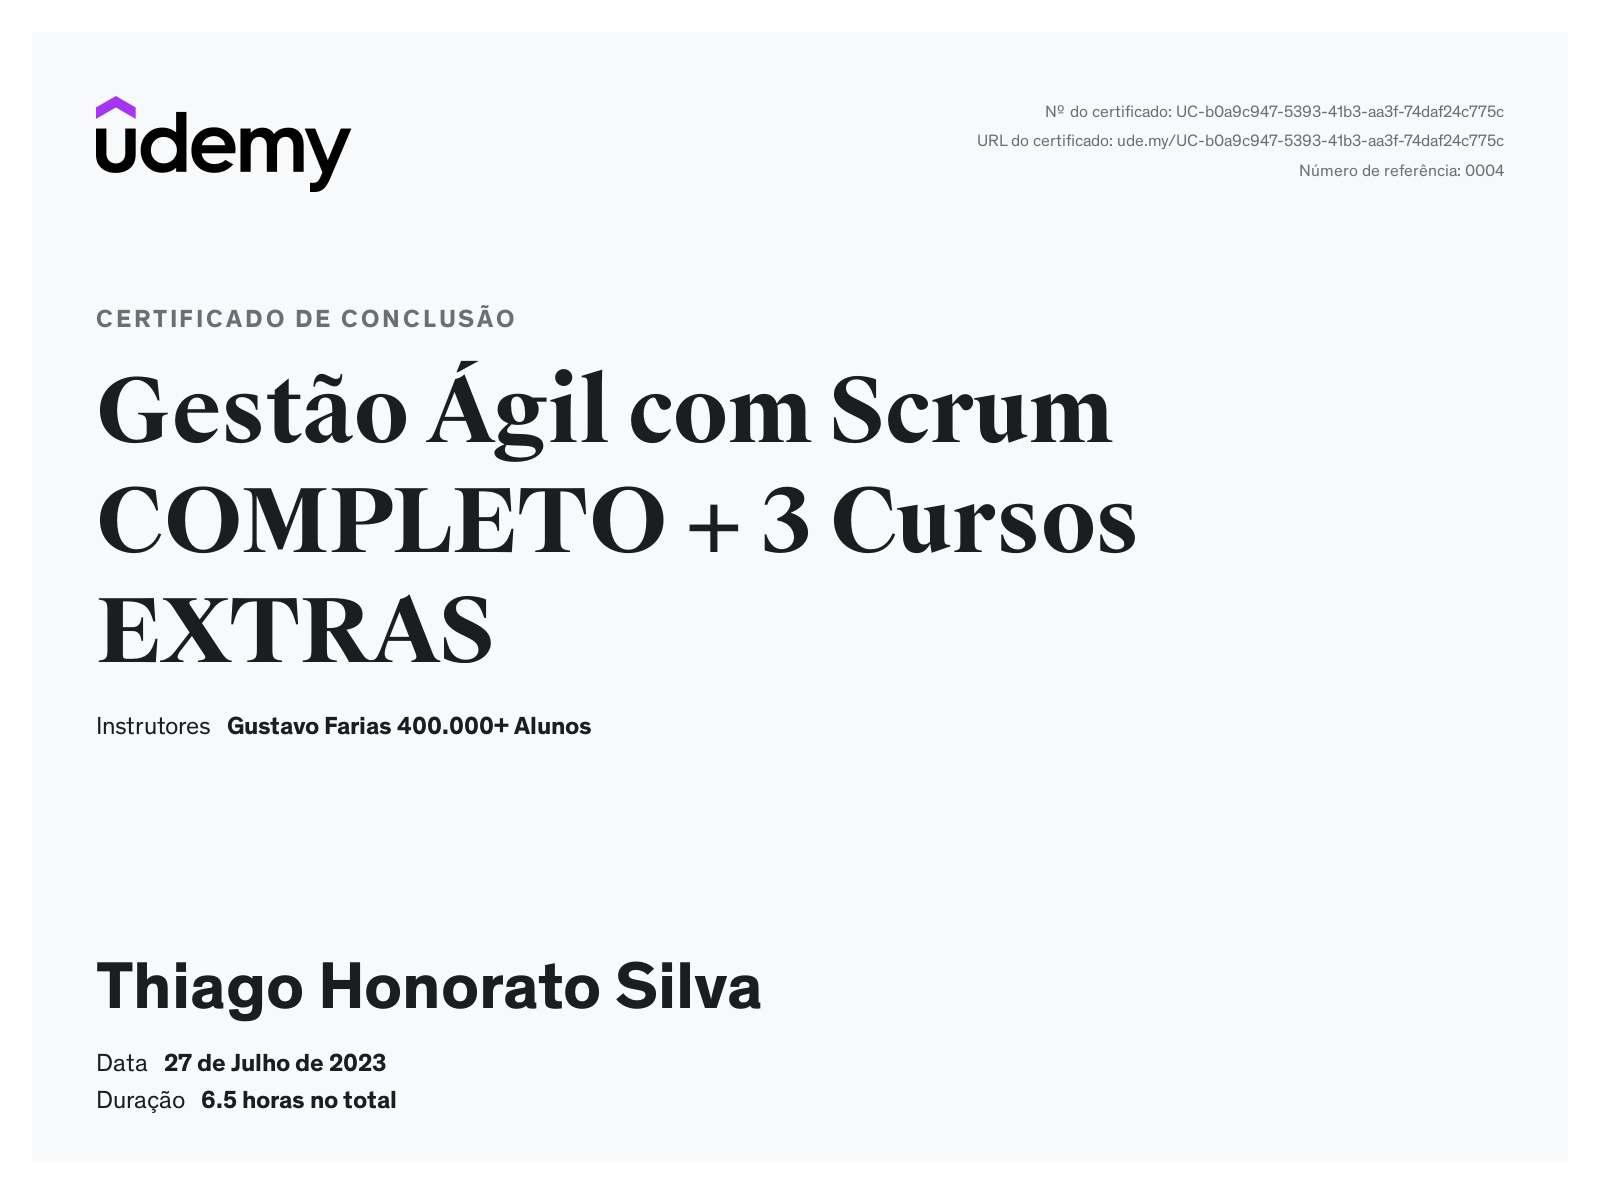 udemy
Nº do certificado: UC-b0a9c947-5393-41b3-aa3f-74daf24c775c
URL do certificado: ude.my/UC-b0a9c947-5393-41b3-aa3f-74daf24c775c
Número de referência: 0004
CERTIFICADO DE CONCLUSÃO
Gestão Ágil com Scrum
COMPLETO + 3 Cursos
EXTRAS
Instrutores Gustavo Farias 400.000+ Alunos
Thiago Honorato Silva
Data 27 de Julho de 2023
Duração 6.5 horas no total